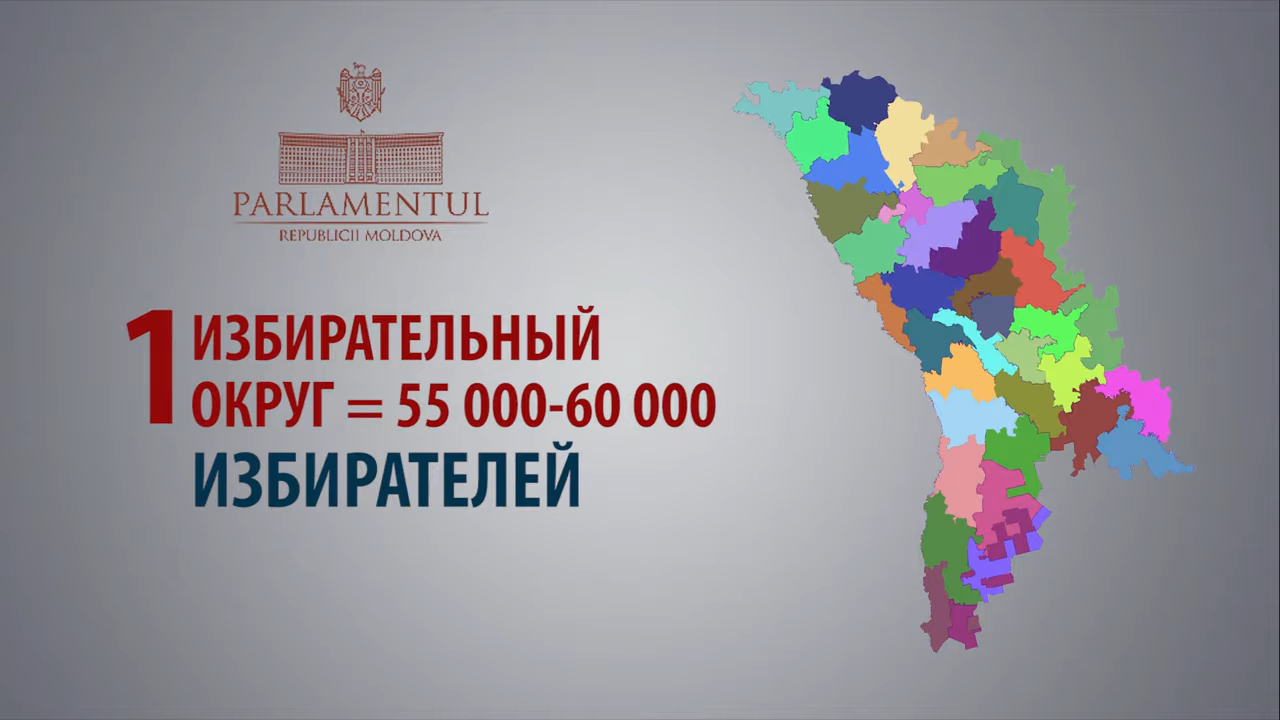 PARLAMENTUL
REPUBLICII MOLDOVA
1 ИЗБИРАТЕЛЬНЫЙ
ОКРУГ = 55 000-60 000
ИЗБИРАТЕЛЕЙ